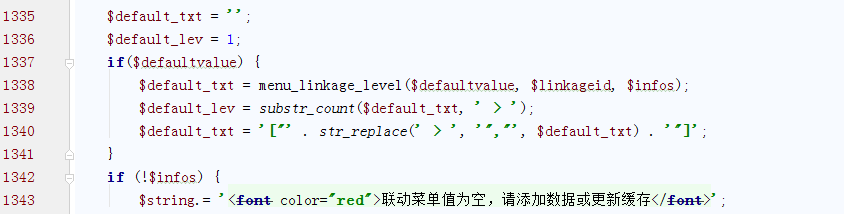 1335 $default_txt = '';
1336 $default_lev = 1;
1337 if($defaultvalue) {
1338 $default_txt = menu_linkage_level($defaultvalue, $linkageid, $infos);
1339 $default_lev = substr_count($default_txt, ' > ');
1340 $default_txt = '["' . str_replace(' > ', '","', $default_txt) . '"]';
1341 }
1342 if (!$infos) {
1343 $string.= '<font color="red">联动菜单值为空，请添加数据或更新缓存</font>';